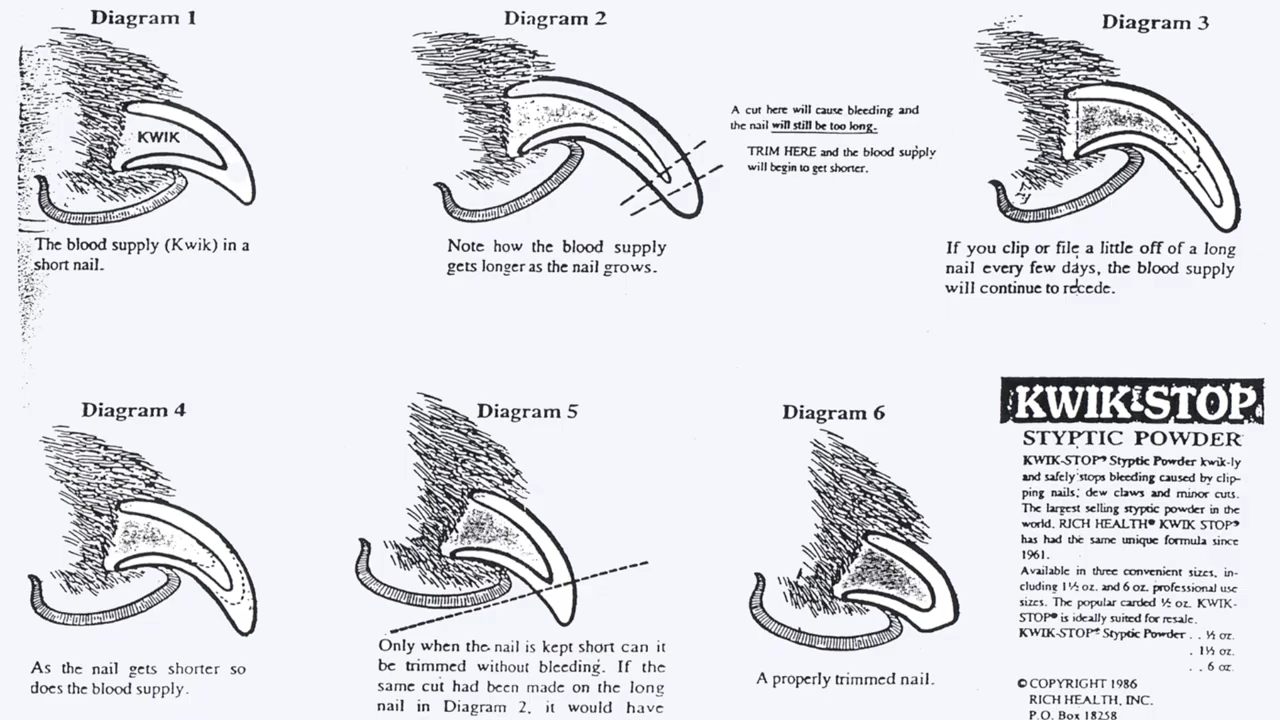 Diagram 1
KWIK
The blood supply (Kwik) in a
short nail.
Diagram 2
A cut here will cause bleeding and
the nail will still be too long.
TRIM HERE and the blood supply
will begin to get shorter.
Note how the blood supply
gets longer as the nail grows.
Diagram 3
If you clip or file a little off of a long
nail every few days, the blood supply
will continue to recede.
Diagram 4
As the nail gets shorter so
does the blood supply.
Diagram 5
Only when the nail is kept short can it
be trimmed without bleeding. If the
same cut had been made on the long
nail in Diagram 2, it would have
Diagram 6
A properly trimmed nail.
KWIK STOP
STYPTIC POWDER
KWIK-STOP® Styptic Powder kwik-ly
and safely stops bleeding caused by clip-
ping nails, dew claws and minor cuts.
The largest selling styptic powder in the
world. RICH HEALTH® KWIK STOP®
has had the same unique formula since
1961.
Available in three convenient sizes, in-
cluding 1½ oz. and 6 oz. professional use
sizes. The popular carded ½ oz. KWIK-
STOP® is ideally suited for resale.
KWIK-STOP® Styptic Powder . . ½ oz.
. 1½ oz.
. . 6 oz.
© COPYRIGHT 1986
RICH HEALTH, INC.
P.O. Box 18258